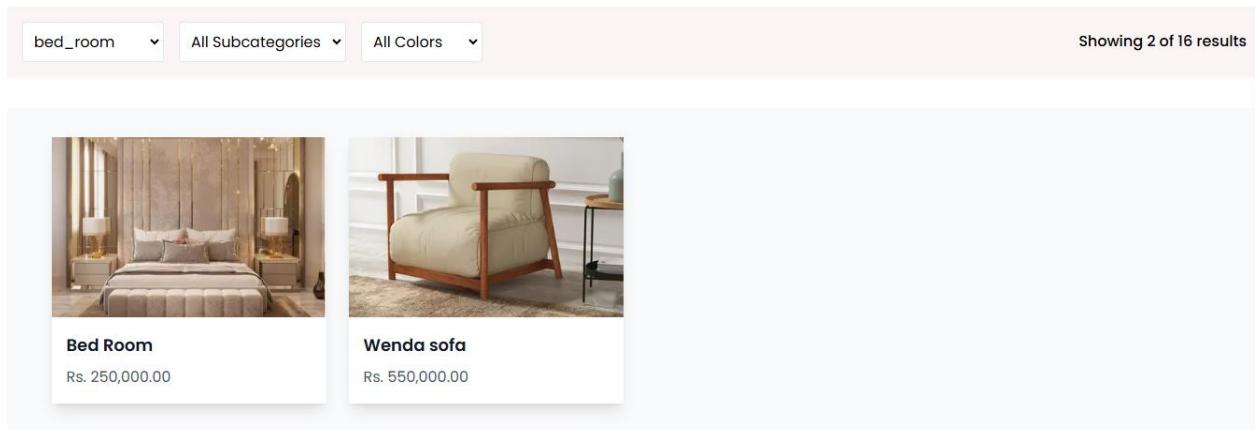 bed_room All Subcategories All Colors Showing 2 of 16 results
Bed Room Wenda sofa
Rs. 250,000.00 Rs. 550,000.00